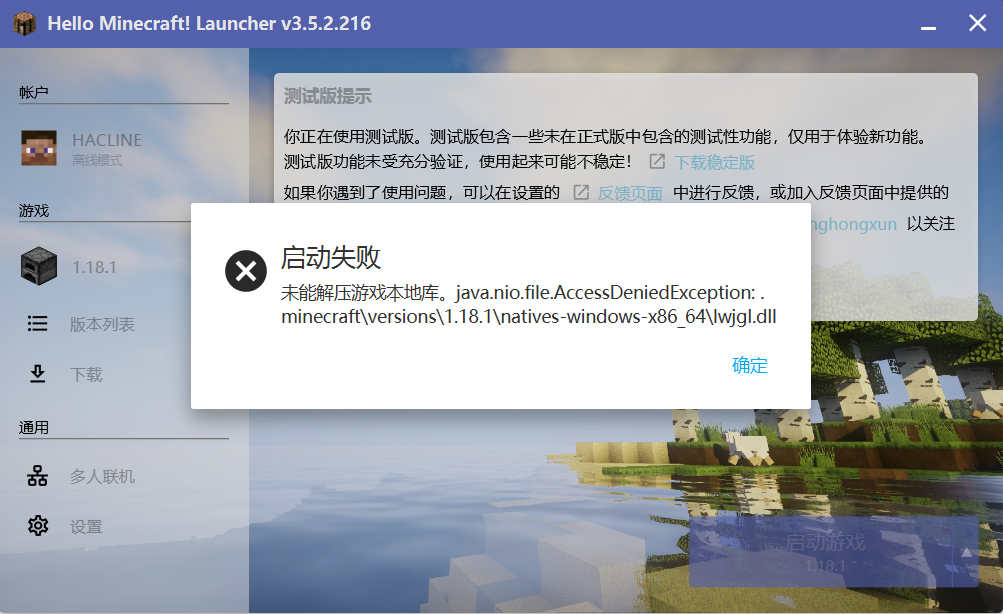 Hello Minecraft! Launcher v3.5.2.216
帐户
HACLINE
离线模式
游戏
1.18.1
版本列表
下载
通用
多人联机
设置
测试版提示
你正在使用测试版。测试版包含一些未在正式版中包含的测试性功能，仅用于体验新功能。
测试版功能未受充分验证，使用起来可能不稳定！ 下载稳定版
如果你遇到了使用问题，可以在设置的 反馈页面 中进行反馈，或加入反馈页面中提供的
nghongxun 以关注
启动失败
未能解压游戏本地库。java.nio.file.AccessDeniedException: .
minecraft\versions\1.18.1\natives-windows-x86_64\lwjgl.dll
确定
启动游戏
1.18.1